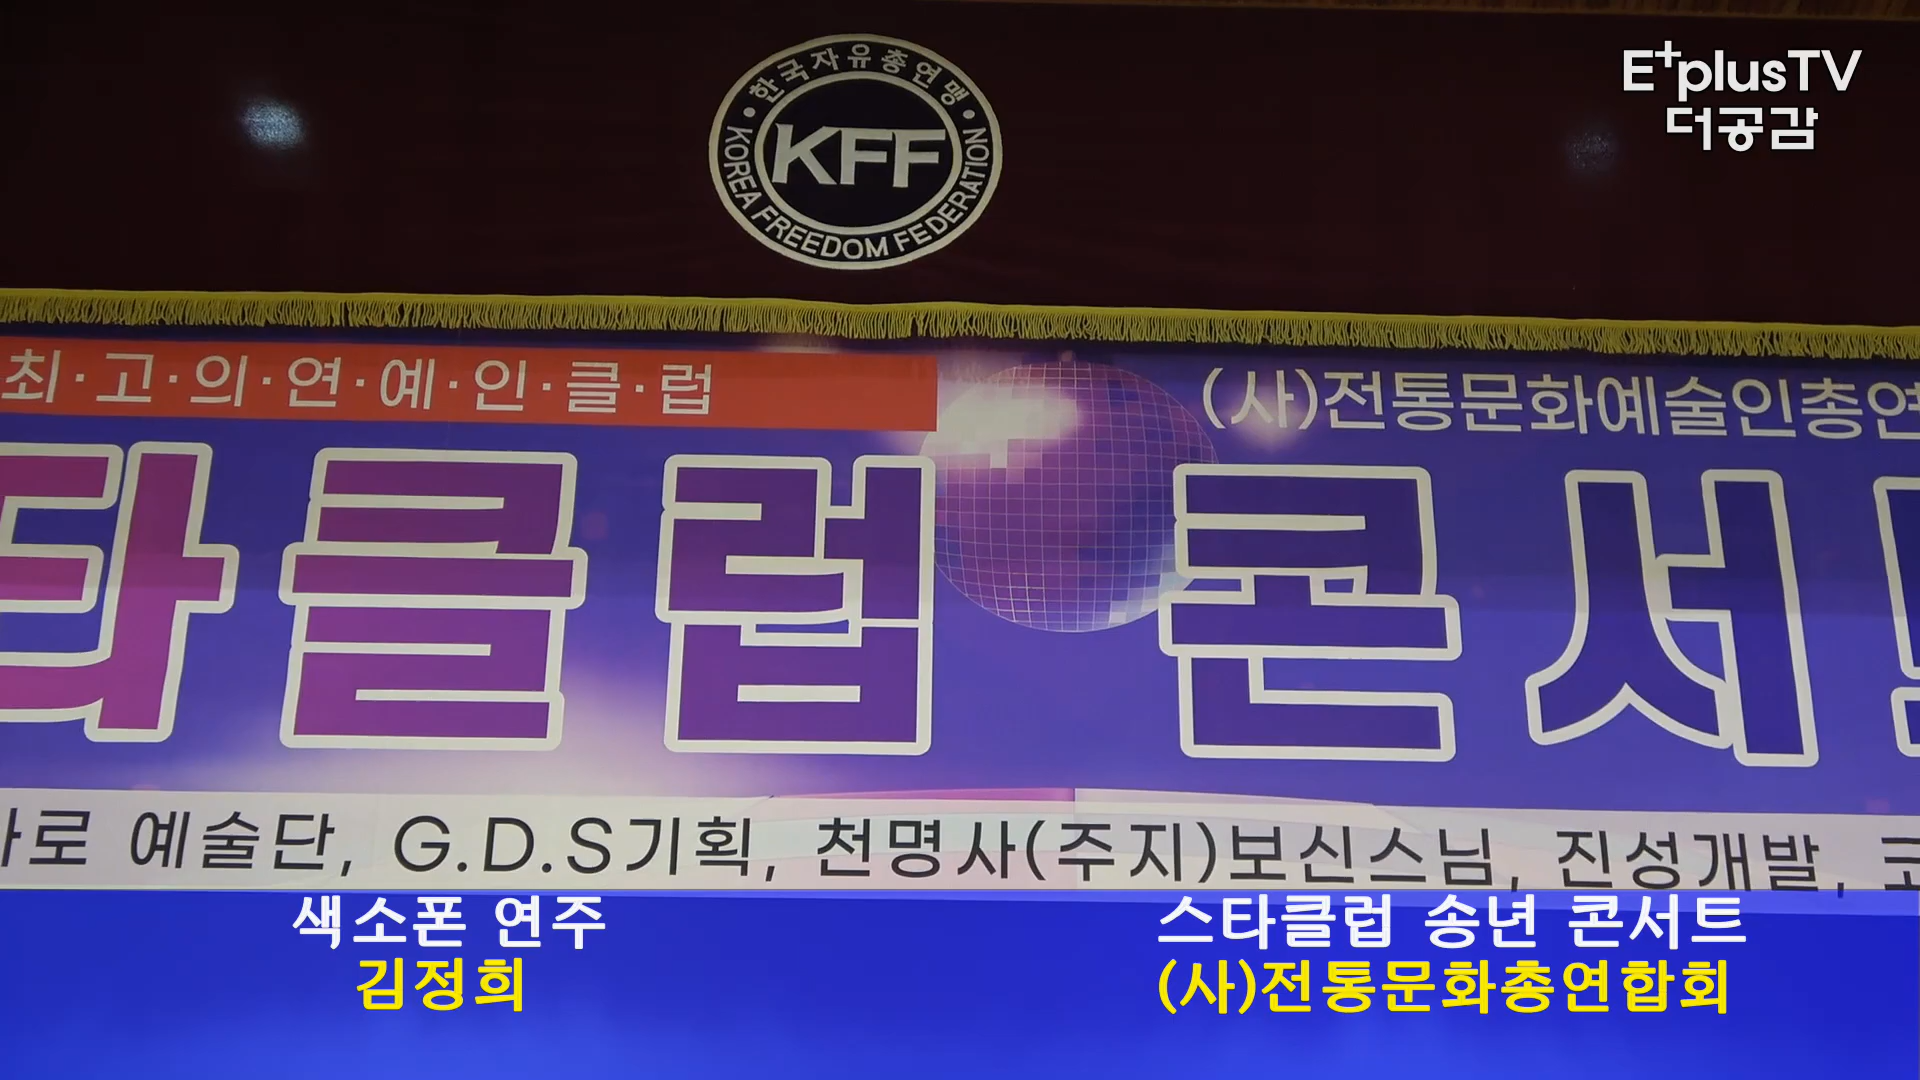 E+plusTV
더공감
한국자유총연맹
KFF
KOREA FREEDOM FEDERATION
최·고·의·연·예·인·클·럽
(사)전통문화예술인총연
타클럽 콘서
로 예술단, G.D.S기획, 천명사(주지)보신스님, 진성개발,
색소폰 연주
스타클럽 송년 콘서트
김정희
(사)전통문화총연합회